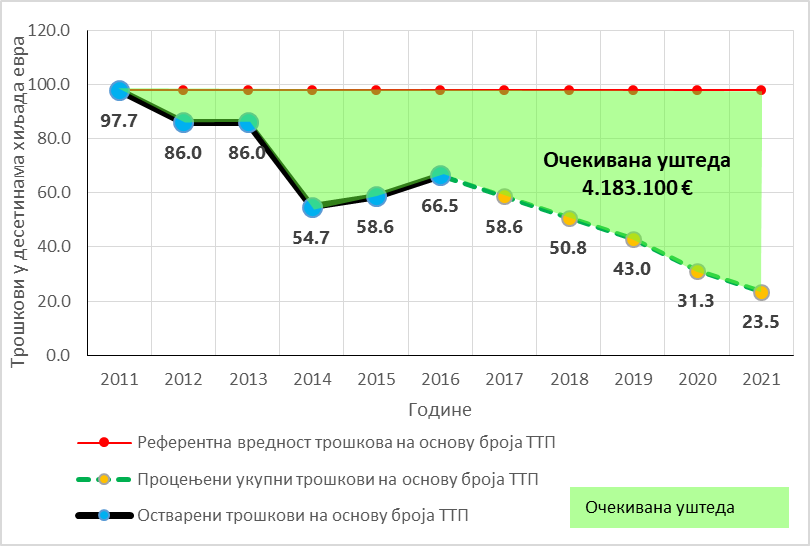 Трошкови у десетинама хиљада евра
120.0
100.0
80.0
60.0
40.0
20.0
0.0
97.7
86.0
86.0
54.7
58.6
66.5
58.6
50.8
43.0
31.3
23.5
Очекивана уштеда
4.183.100 €
2011 2012 2013 2014 2015 2016 2017 2018 2019 2020 2021
Године
Референтна вредност трошкова на основу броја ТТП
Процењени укупни трошкови на основу броја ТТП
Остварени трошкови на основу броја ТТП
Очекивана уштеда